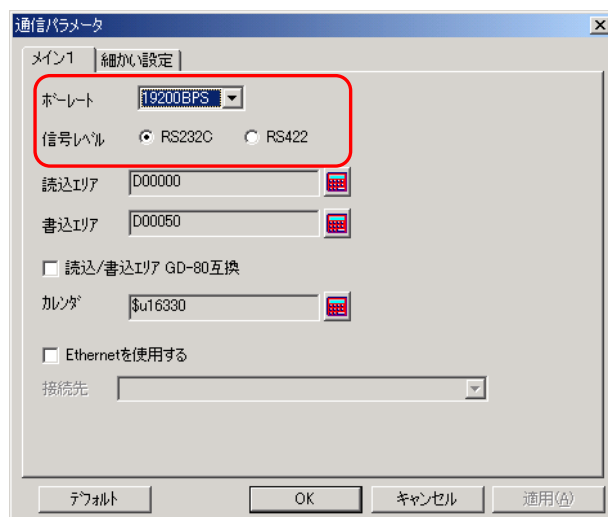 通信パラメータ
メイン1 細かい設定
ボーレート 19200BPS
信号レベル RS232C RS422
読込エリア D00000
書込エリア D00050
読込/書込エリア GD-80互換
カレンダ $u16330
Ethernetを使用する
接続先
デフォルト OK キャンセル 適用(A)